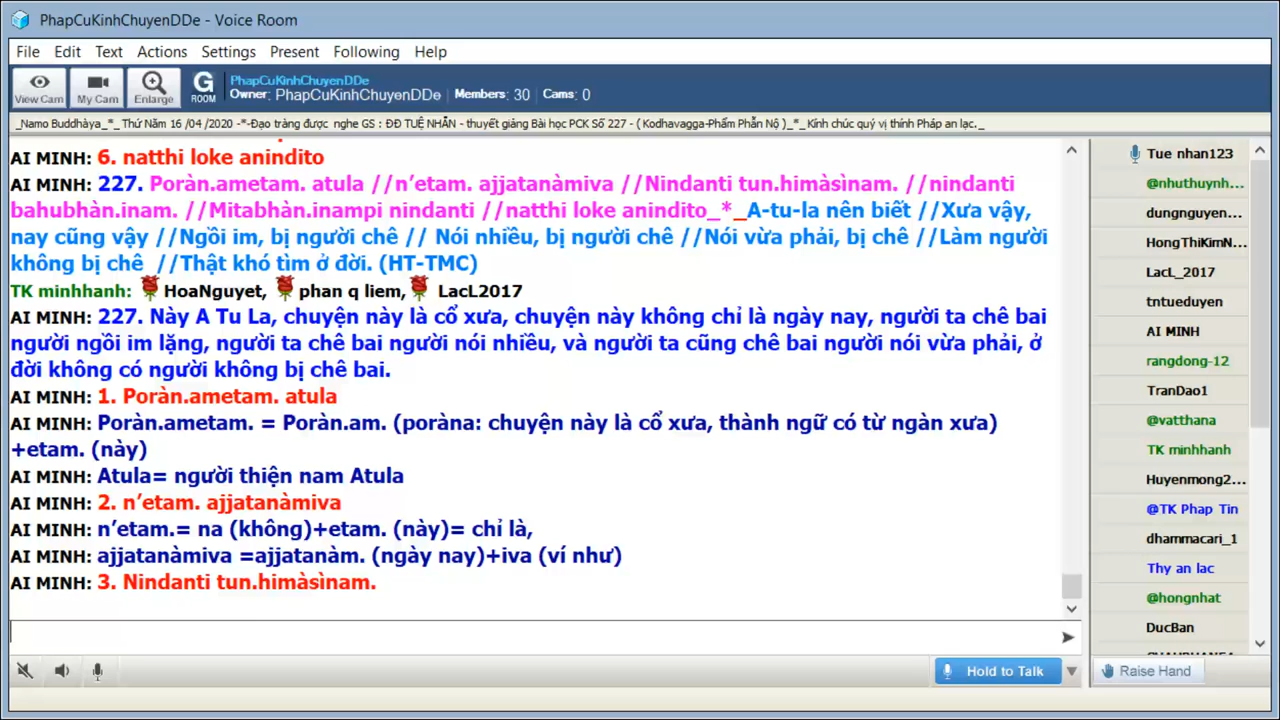 PhapCuKinhChuyenDDe - Voice Room
File Edit Text Actions Settings Present Following Help
View Cam My Cam Enlarge G ROOM
PhapCuKinhChuyenDDe
Owner: PhapCuKinhChuyenDDe Members: 30 Cams: 0
_Namo Buddhàya_*_ Thứ Năm 16 /04 /2020 -*-Đạo tràng được nghe GS : ĐĐ TUỆ NHẪN - thuyết giảng Bài học PCK Số 227 - ( Kodhavagga-Phẩm Phẫn Nộ )_*_ Kính chúc quý vị thính Pháp an lạc._
AI MINH: 6. natthi loke anindito
AI MINH: 227. Poràn.ametam. atula //n’etam. ajjatanàmiva //Nindanti tun.himàsìnam. //nindanti
bahubhàn.inam. //Mitabhàn.inampi nindanti //natthi loke anindito_*_A-tu-la nên biết //Xưa vậy,
nay cũng vậy //Ngồi im, bị người chê // Nói nhiều, bị người chê //Nói vừa phải, bị chê //Làm người
không bị chê //Thật khó tìm ở đời. (HT-TMC)
TK minhhanh: HoaNguyet, phan q liem, LacL2017
AI MINH: 227. Này A Tu La, chuyện này là cổ xưa, chuyện này không chỉ là ngày nay, người ta chê bai
người ngồi im lặng, người ta chê bai người nói nhiều, và người ta cũng chê bai người nói vừa phải, ở
đời không có người không bị chê bai.
AI MINH: 1. Poràn.ametam. atula
AI MINH: Poràn.ametam. = Poràn.am. (poràna: chuyện này là cổ xưa, thành ngữ có từ ngàn xưa)
+etam. (này)
AI MINH: Atula= người thiện nam Atula
AI MINH: 2. n’etam. ajjatanàmiva
AI MINH: n’etam.= na (không)+etam. (này)= chỉ là,
AI MINH: ajjatanàmiva =ajjatanàm. (ngày nay)+iva (ví như)
AI MINH: 3. Nindanti tun.himàsìnam.
Hold to Talk
Tue nhan123
@nhuthuynh...
dungnguyen...
HongThiKimN...
LacL_2017
tntueduyen
AI MINH
rangdong-12
TranDao1
@vatthana
TK minhhanh
Huyenmong2...
@TK Phap Tin
dhammacari_1
Thy an lac
@hongnhat
DucBan
Raise Hand